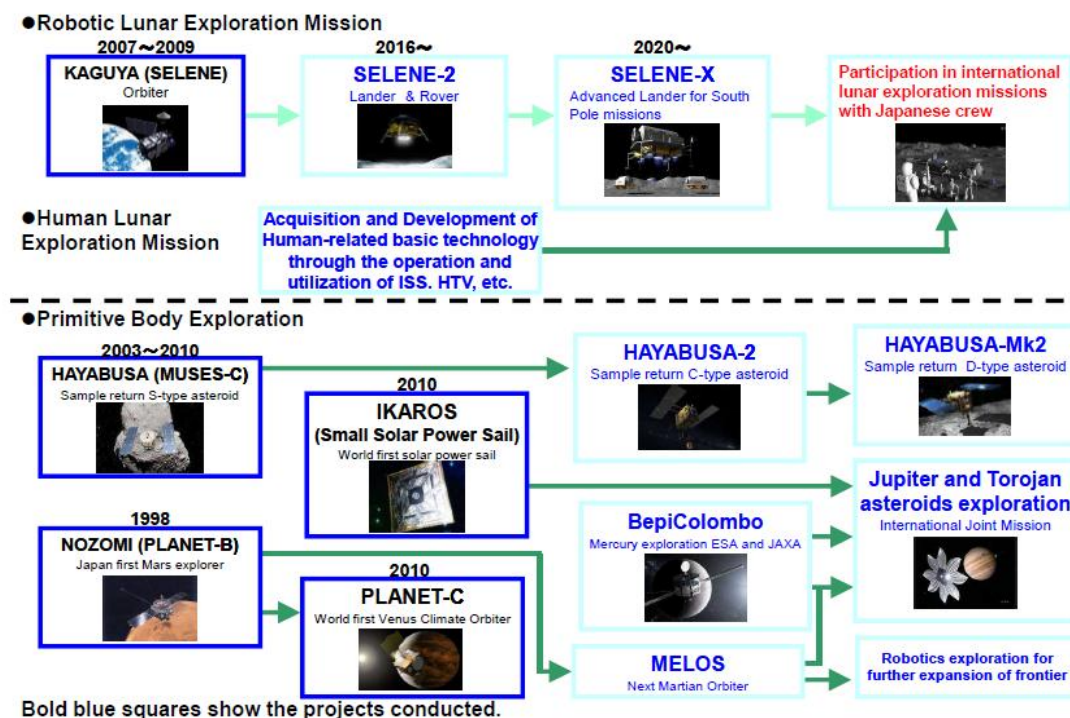 ●Robotic Lunar Exploration Mission
2007～2009
KAGUYA (SELENE)
Orbiter
2016～
SELENE-2
Lander & Rover
2020～
SELENE-X
Advanced Lander for South
Pole missions
Participation in international
lunar exploration missions
with Japanese crew
●Human Lunar
Exploration Mission
Acquisition and Development of
Human-related basic technology
through the operation and
utilization of ISS. HTV, etc.
●Primitive Body Exploration
2003～2010
HAYABUSA (MUSES-C)
Sample return S-type asteroid
2010
IKAROS
(Small Solar Power Sail)
World first solar power sail
HAYABUSA-2
Sample return C-type asteroid
HAYABUSA-Mk2
Sample return D-type asteroid
1998
NOZOMI (PLANET-B)
Japan first Mars explorer
2010
PLANET-C
World first Venus Climate Orbiter
BepiColombo
Mercury exploration ESA and JAXA
Jupiter and Torojan
asteroids exploration
International Joint Mission
MELOS
Next Martian Orbiter
Robotics exploration for
further expansion of frontier
Bold blue squares show the projects conducted.